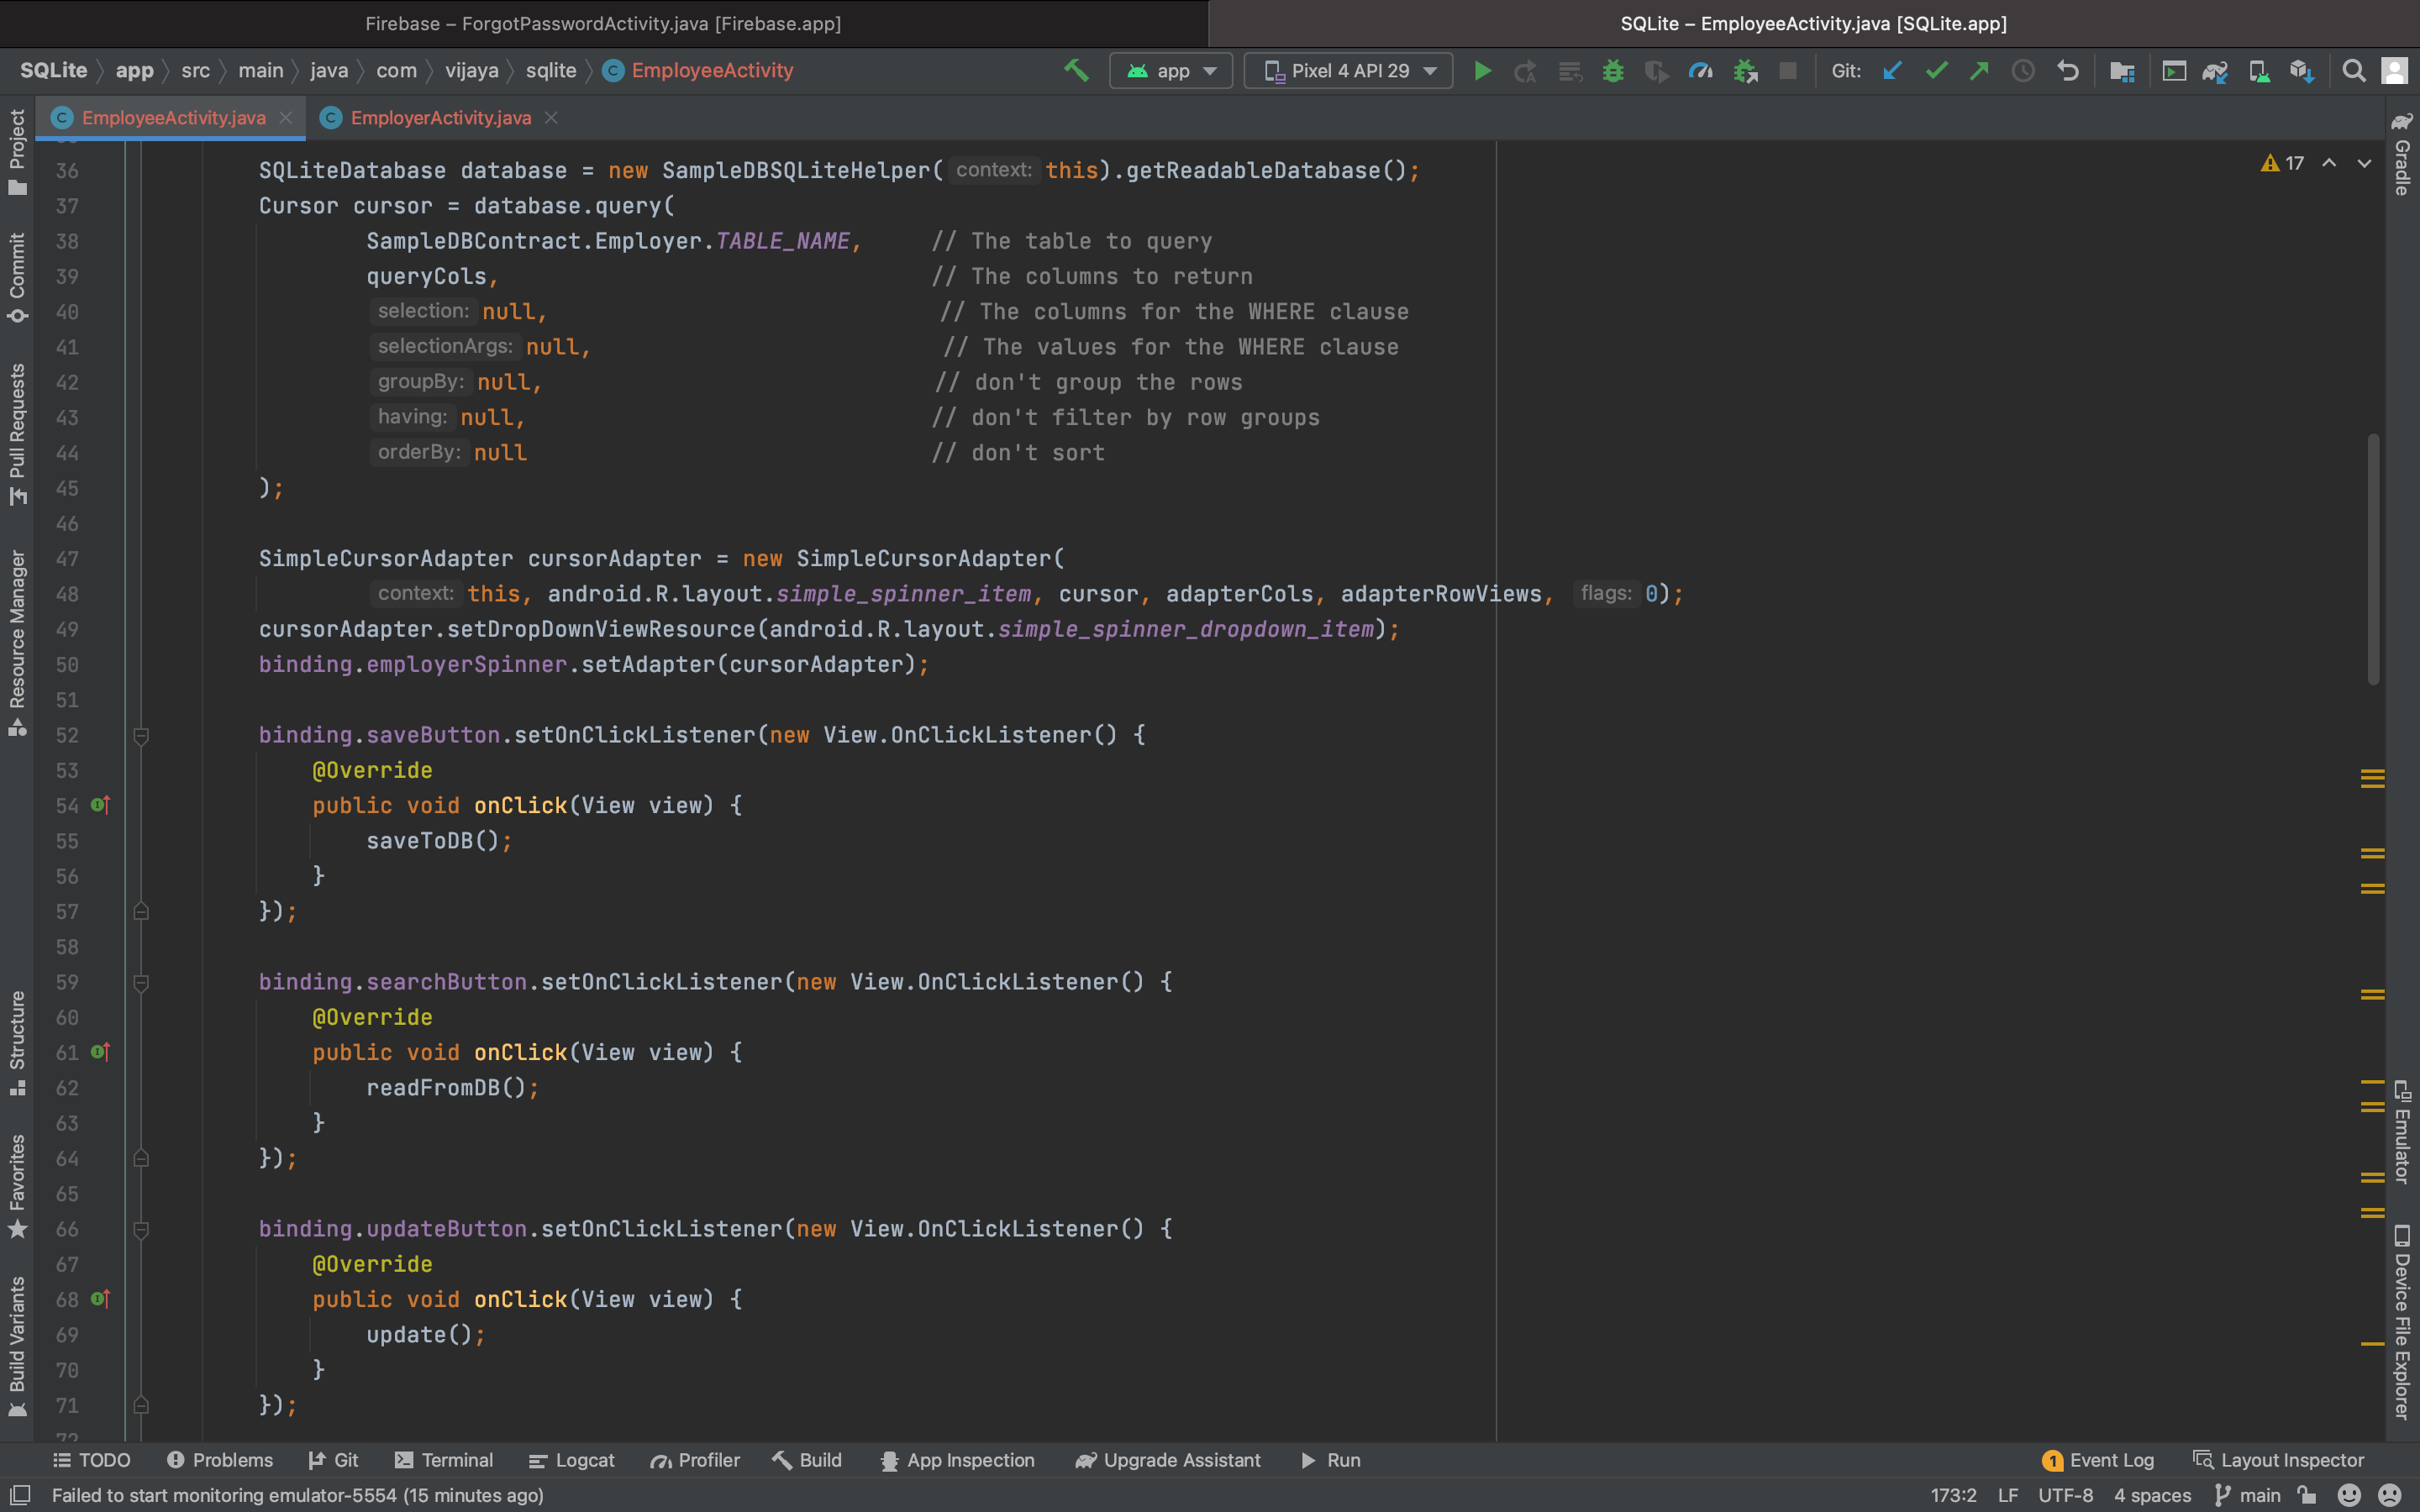 Firebase – ForgotPasswordActivity.java [Firebase.app]
SQLite – EmployeeActivity.java [SQLite.app]
SQLite app src main java com vijaya sqlite C EmployeeActivity
app Pixel 4 API 29 Git:
C EmployeeActivity.java C EmployerActivity.java
17
Project
Commit
Pull Requests
Resource Manager
Structure
Favorites
Build Variants
Gradle
Emulator
Device File Explorer
36 SQLiteDatabase database = new SampleDBSQLiteHelper( context: this).getReadableDatabase();
37 Cursor cursor = database.query(
38 SampleDBContract.Employer.TABLE_NAME, // The table to query
39 queryCols, // The columns to return
40 selection: null, // The columns for the WHERE clause
41 selectionArgs: null, // The values for the WHERE clause
42 groupBy: null, // don't group the rows
43 having: null, // don't filter by row groups
44 orderBy: null // don't sort
45 );
46
47 SimpleCursorAdapter cursorAdapter = new SimpleCursorAdapter(
48 context: this, android.R.layout.simple_spinner_item, cursor, adapterCols, adapterRowViews, flags: 0);
49 cursorAdapter.setDropDownViewResource(android.R.layout.simple_spinner_dropdown_item);
50 binding.employerSpinner.setAdapter(cursorAdapter);
51
52 binding.saveButton.setOnClickListener(new View.OnClickListener() {
53 @Override
54 public void onClick(View view) {
55 saveToDB();
56 }
57 });
58
59 binding.searchButton.setOnClickListener(new View.OnClickListener() {
60 @Override
61 public void onClick(View view) {
62 readFromDB();
63 }
64 });
65
66 binding.updateButton.setOnClickListener(new View.OnClickListener() {
67 @Override
68 public void onClick(View view) {
69 update();
70 }
71 });
72
TODO Problems Git Terminal Logcat Profiler Build App Inspection Upgrade Assistant Run 1 Event Log Layout Inspector
Failed to start monitoring emulator-5554 (15 minutes ago) 173:2 LF UTF-8 4 spaces main